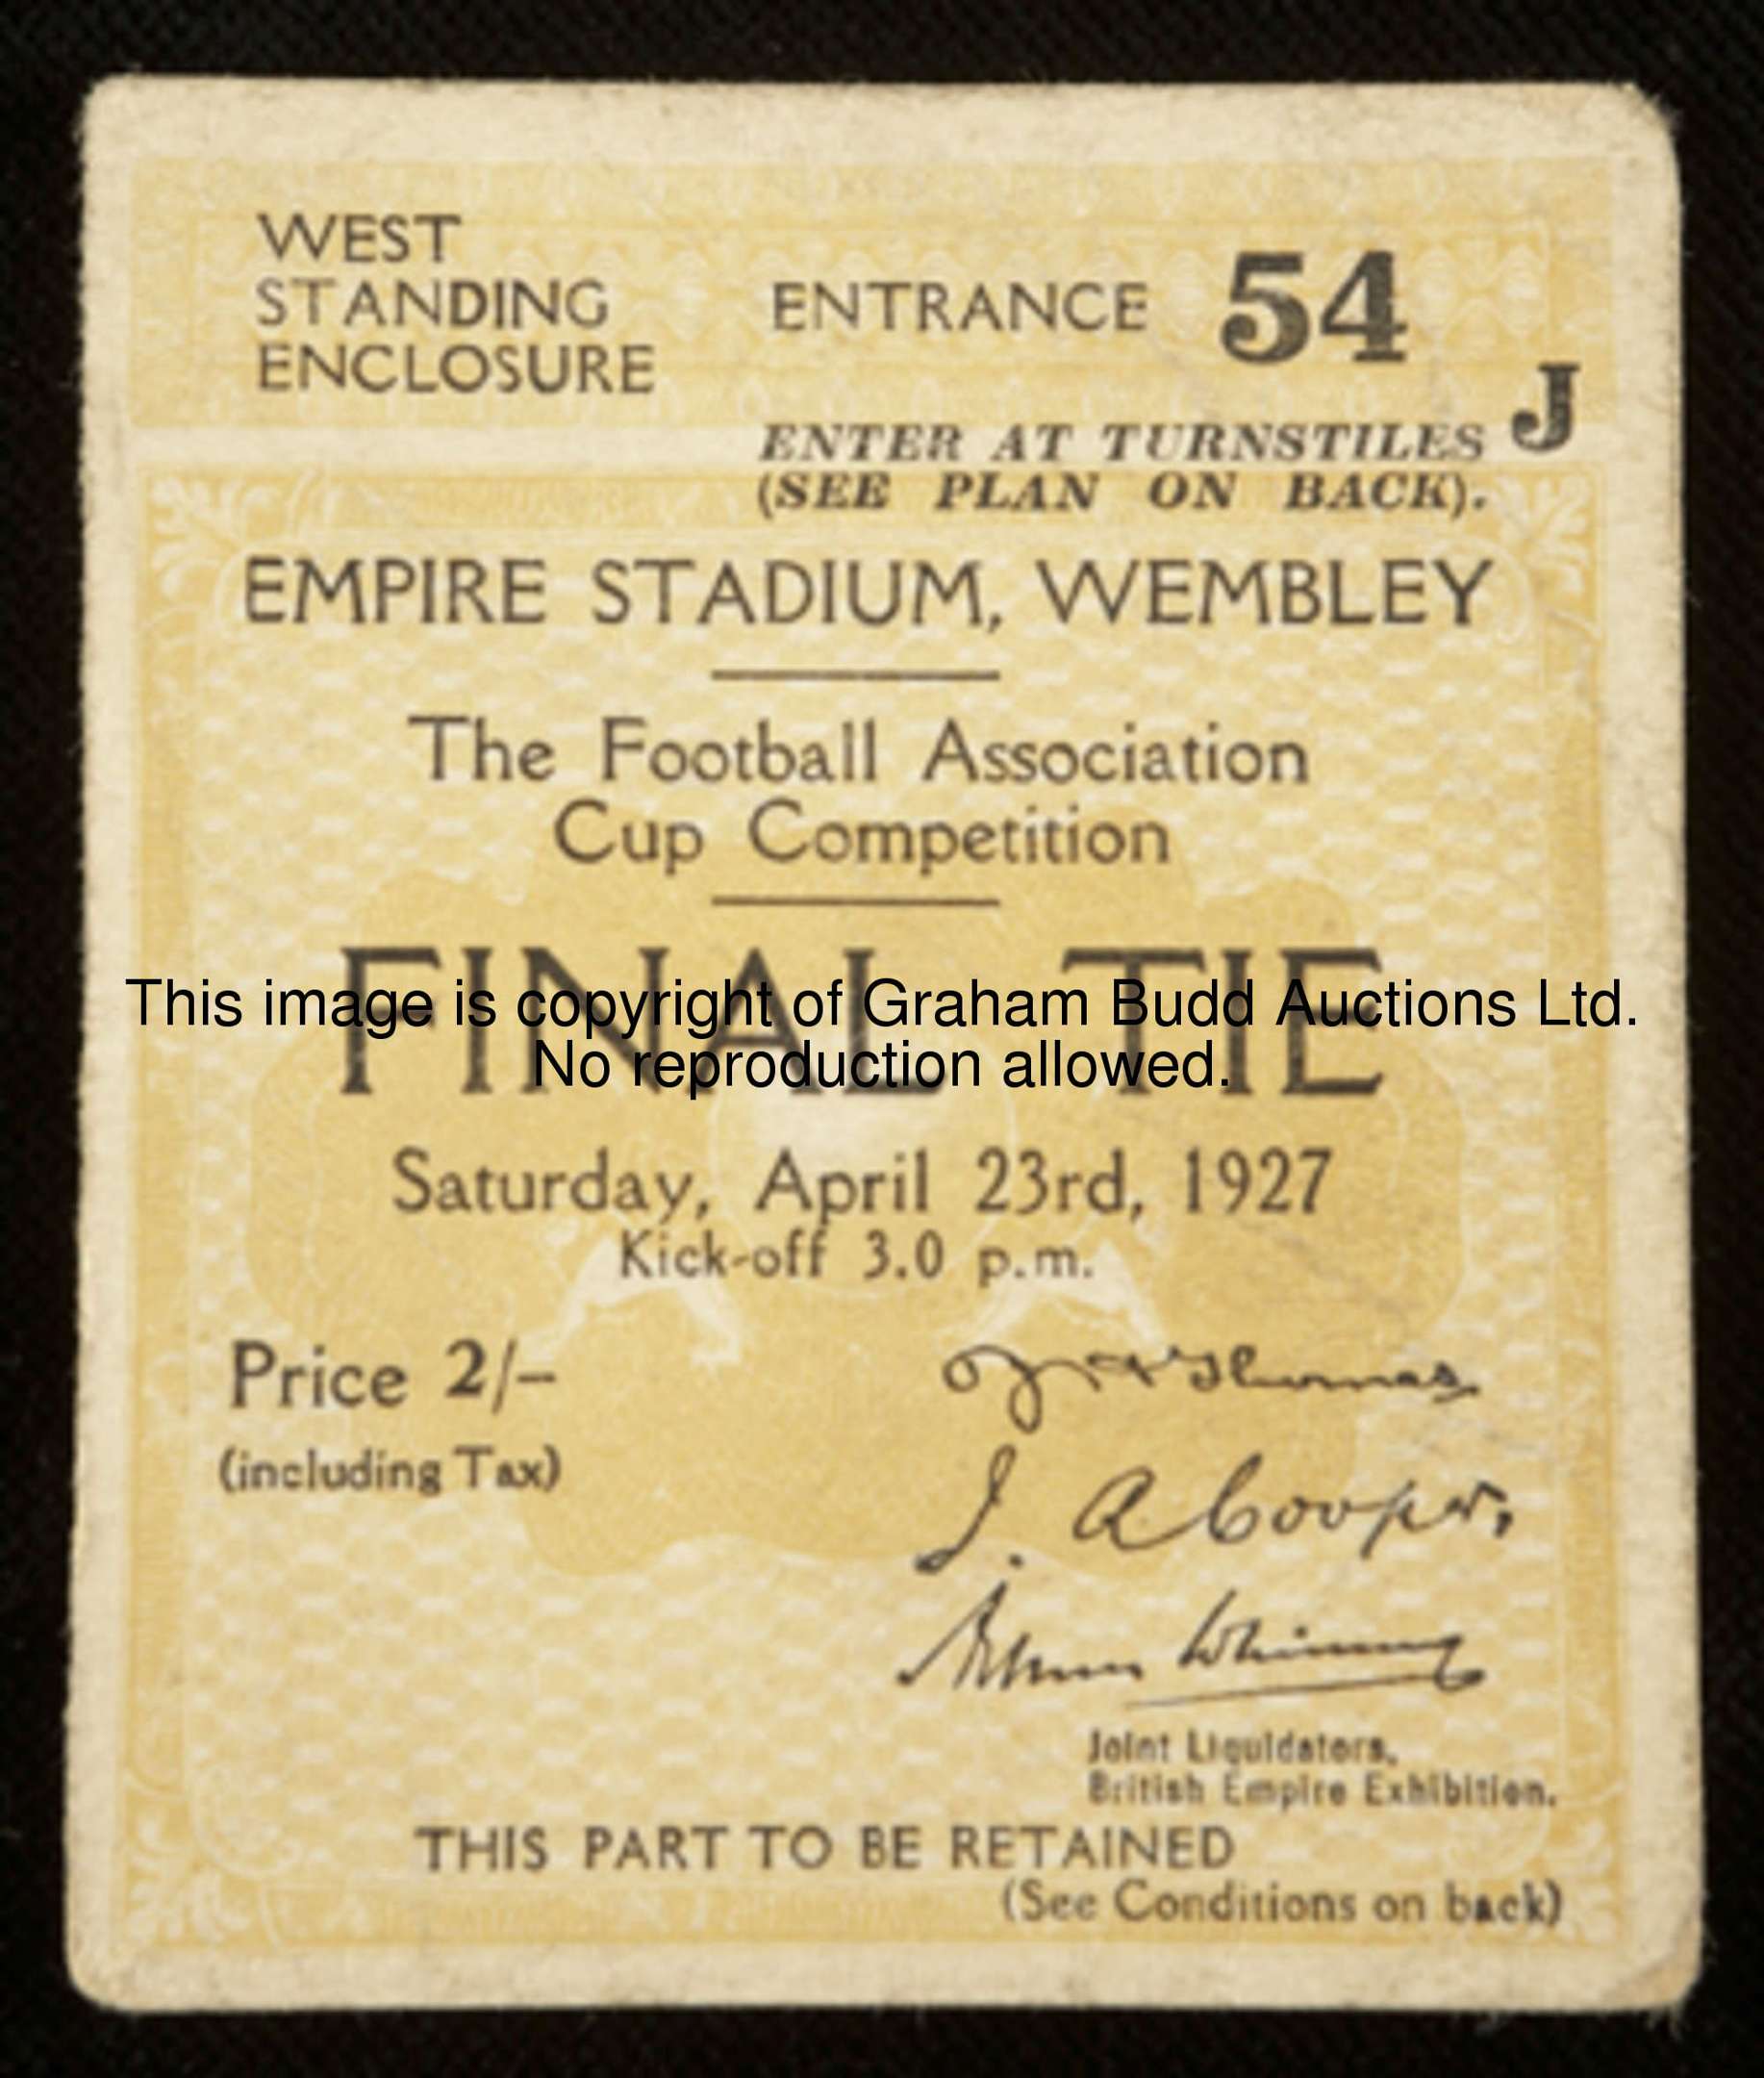 WEST
STANDING
ENCLOSURE
ENTRANCE 54
J
ENTER AT TURNSTILES
(SEE PLAN ON BACK).
EMPIRE STADIUM, WEMBLEY
The Football Association
Cup Competition
FINAL TIE
This image is copyright of Graham Budd Auctions Ltd.
No reproduction allowed.
Saturday, April 23rd, 1927
Kick-off 3.0 p.m.
Price 2/-
(including Tax)
Thomas
J. A Cooper.
Joint Liquidators,
British Empire Exhibition.
THIS PART TO BE RETAINED
(See Conditions on back)